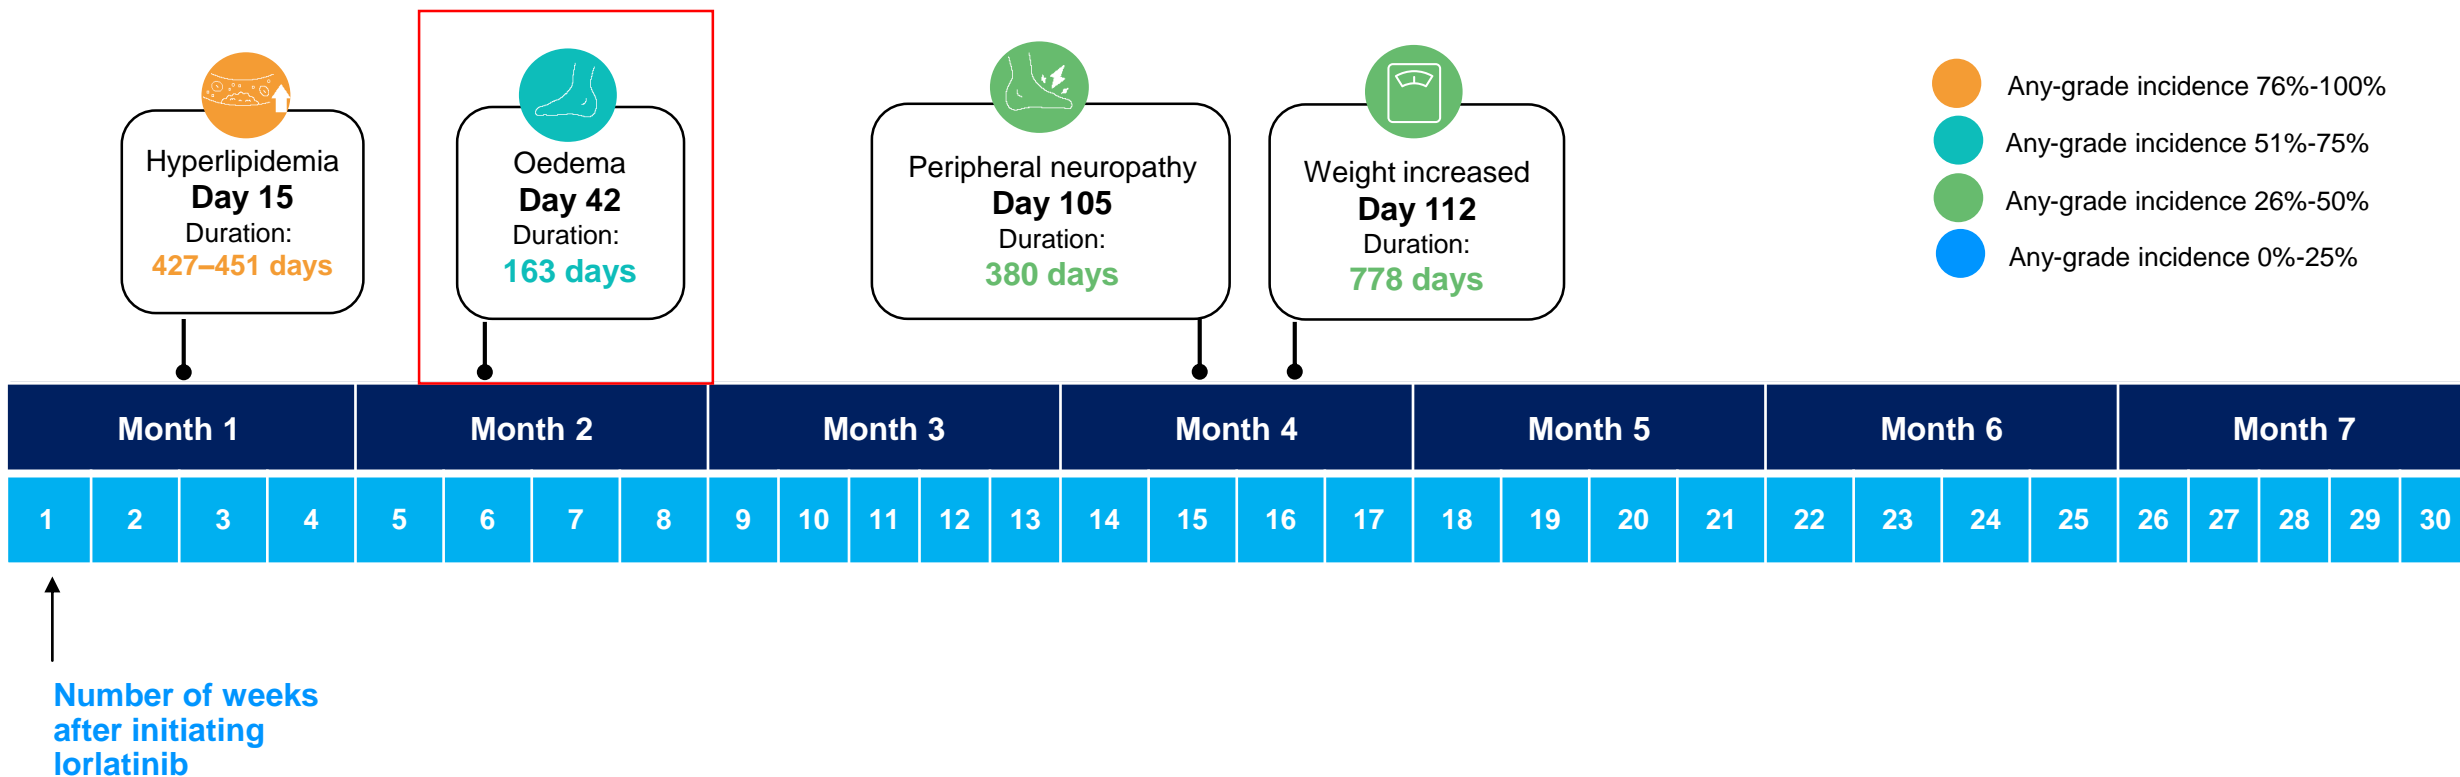 Hyperlipidemia
Day 15
Duration:
427–451 days
Oedema
Day 42
Duration:
163 days
Peripheral neuropathy
Day 105
Duration:
380 days
Weight increased
Day 112
Duration:
778 days
Any-grade incidence 76%-100%
Any-grade incidence 51%-75%
Any-grade incidence 26%-50%
Any-grade incidence 0%-25%
Month 1 Month 2 Month 3 Month 4 Month 5 Month 6 Month 7
1 2 3 4 5 6 7 8 9 10 11 12 13 14 15 16 17 18 19 20 21 22 23 24 25 26 27 28 29 30
Number of weeks
after initiating
lorlatinib